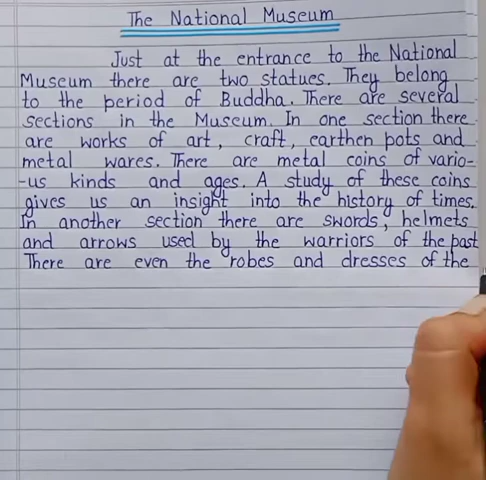 The National Museum
Just at the entrance to the National
Museum there are two statues. They belong
to the period of Buddha. There are several
sections in the Museum. In one section there
are works of art, craft, earthen pots and
metal wares. There are metal coins of vario-
-us kinds and ages. A study of these coins
gives us an insight into the history of times.
In another section there are swords, helmets
and arrows used by the warriors of the past
There are even the robes and dresses of the